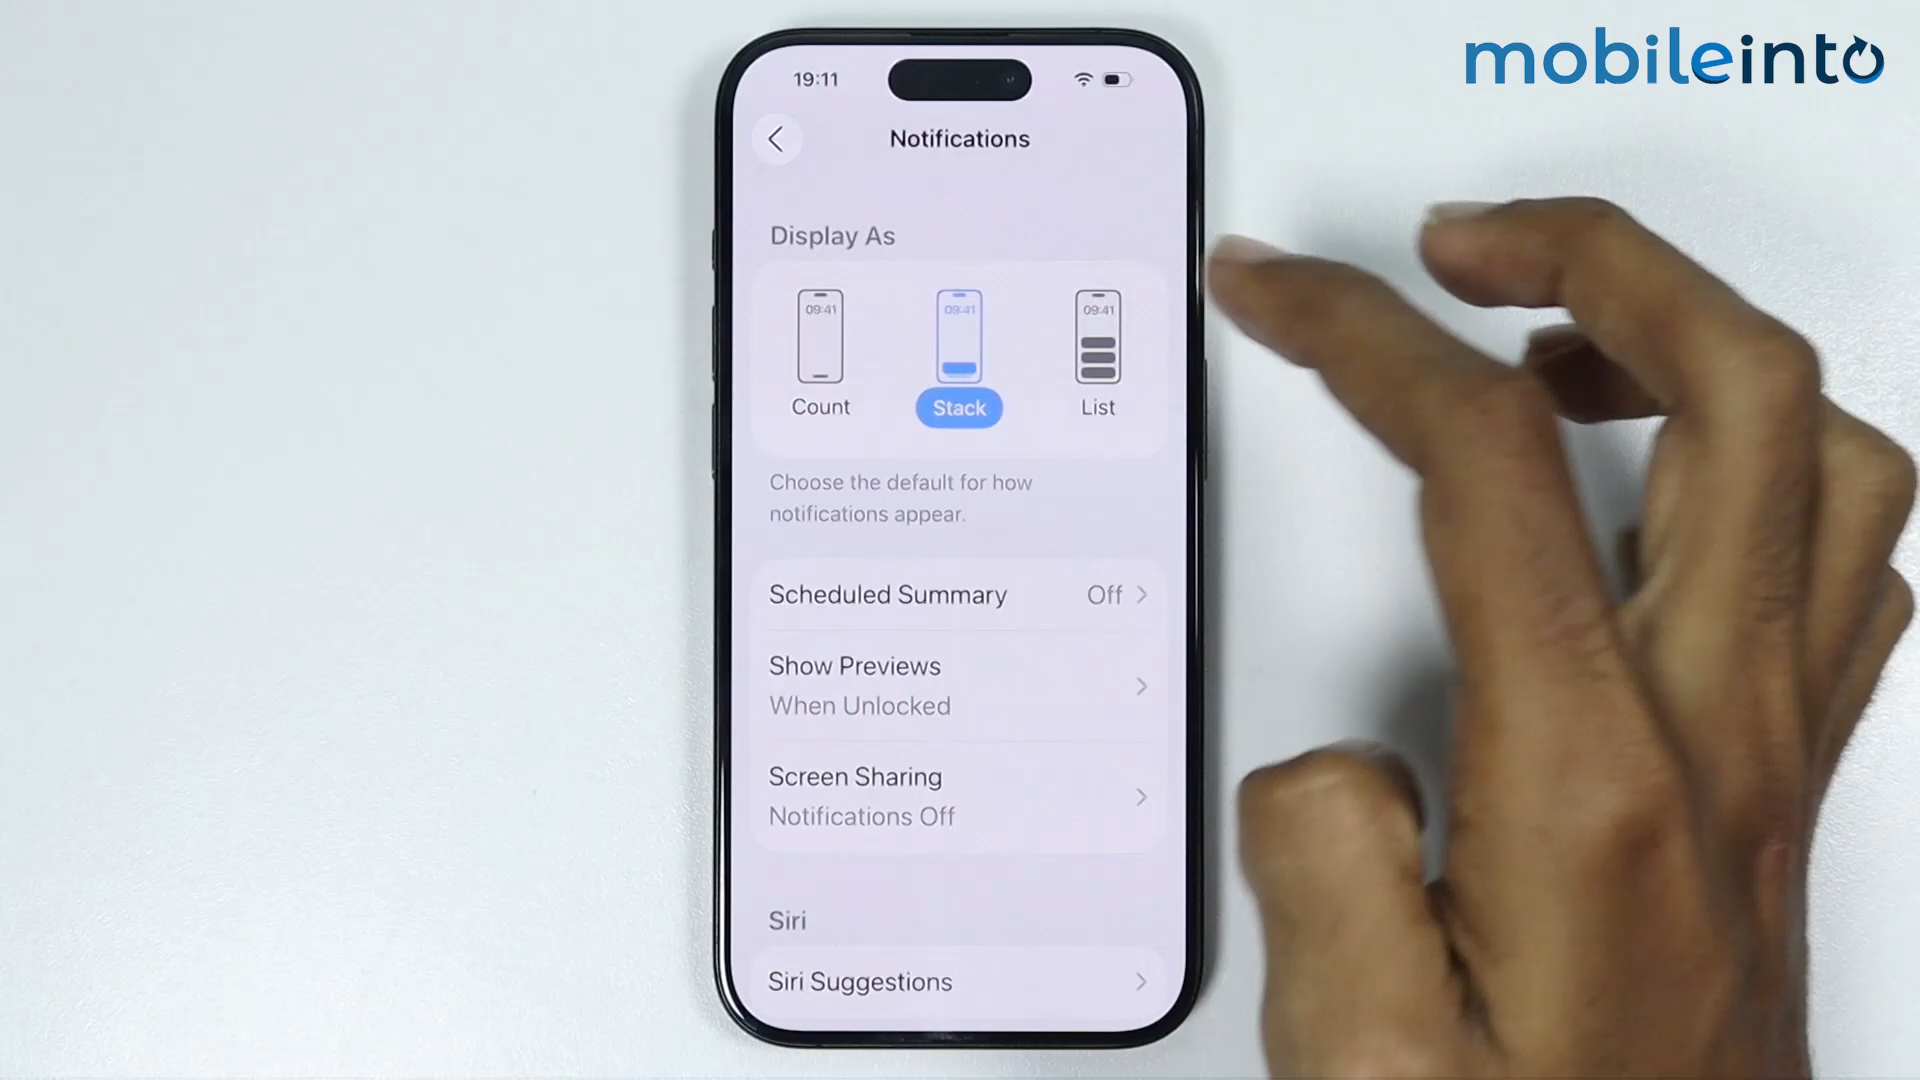 mobileinto
19:11
Notifications
Display As
09:41 09:41 09:41
Count Stack List
Choose the default for how
notifications appear.
Scheduled Summary Off
Show Previews
When Unlocked
Screen Sharing
Notifications Off
Siri
Siri Suggestions